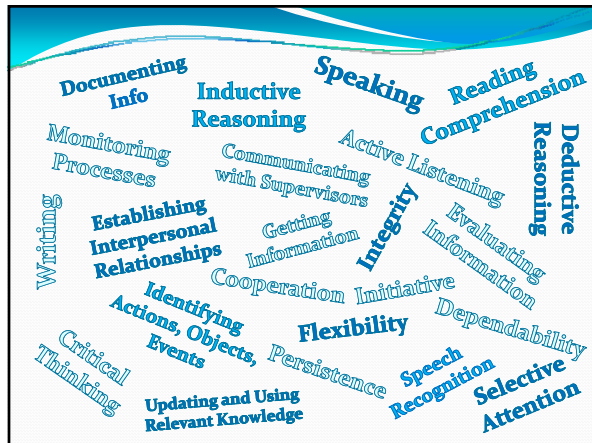 Documenting
Info
Inductive
Reasoning
Speaking
Reading
Comprehension
Monitoring
Processes
Communicating
with Supervisors
Active Listening
Deductive
Reasoning
Writing
Establishing
Interpersonal
Relationships
Getting
Information
Integrity
Evaluating
Information
Cooperation
Initiative
Identifying
Actions, Objects,
Events
Flexibility
Dependability
Critical
Thinking
Persistence
Speech
Recognition
Selective
Attention
Updating and Using
Relevant Knowledge